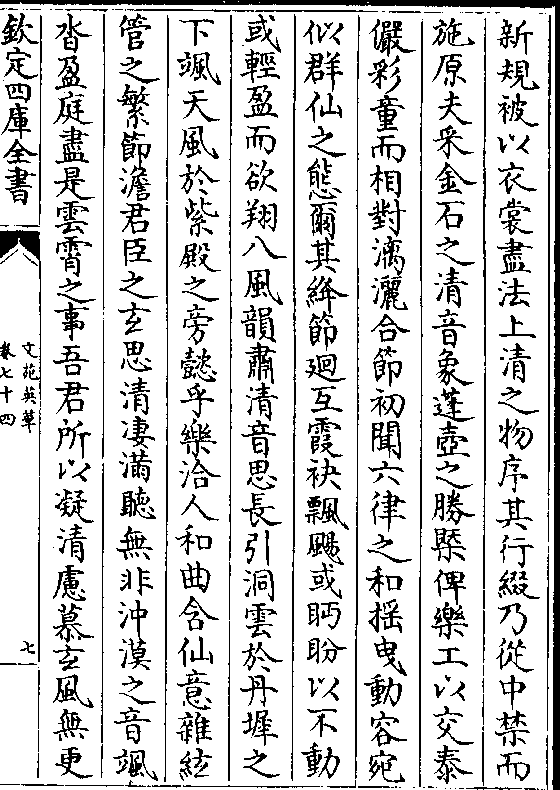 新規被以衣裳盡法上清之物序其行綴乃從中禁而
施原夫采金石之清音象蓬壺之勝槩俾樂工以交泰
儼彩童而相對漓灑合節初聞六律之和揺曳動容宛
似群仙之態爾其絳節廻互霞袂飄颺或眄盼以不動
或輕盈而欲翔八風韻肅清音思長引洞雲於丹墀之
下颯天風於紫殿之旁懿乎樂洽人和曲含仙意雜絃
管之繁節澹君臣之玄思清凄滿聽無非沖漠之音颯
沓盈庭盡是雲霄之事吾君所以凝清慮慕玄風無更
欽定四庫全書
文苑英華
卷七十四
七